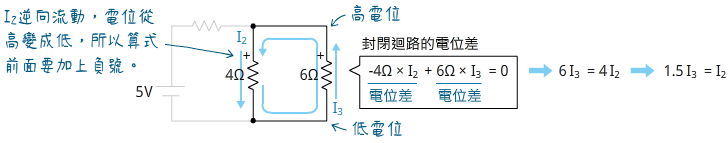 I₂逆向流動，電位從
高變成低，所以算式
前面要加上負號。
高電位
I₂
封閉迴路的電位差
+
+
4Ω
6Ω
-4Ω × I₂ + 6Ω × I₃ = 0
6 I₃ = 4 I₂
1.5 I₃ = I₂
5V
電位差
電位差
I₃
低電位